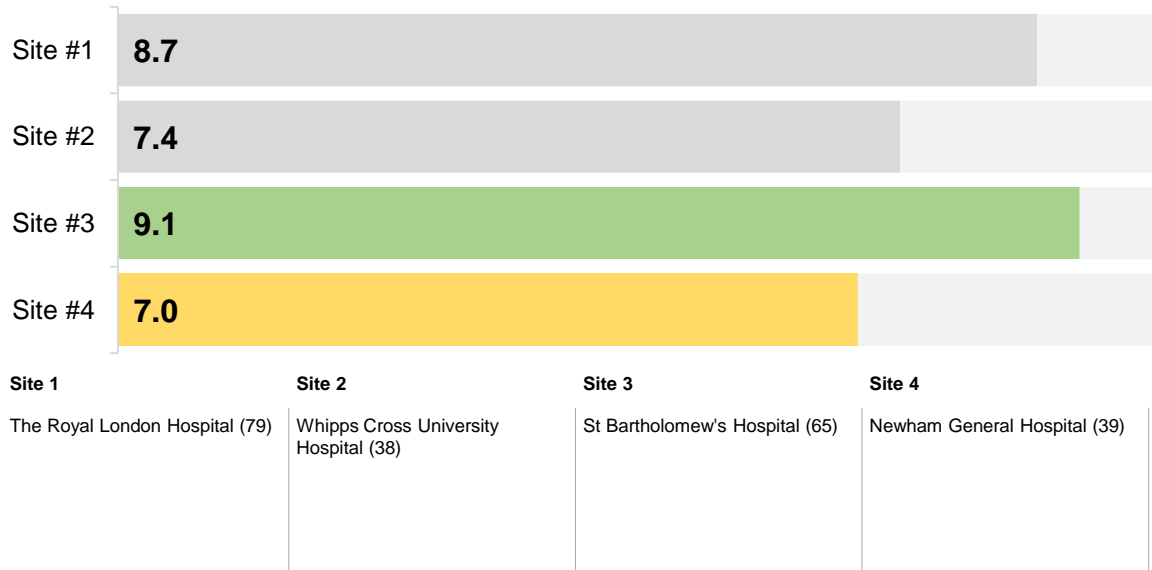 Site #1
8.7
Site #2
7.4
Site #3
9.1
Site #4
7.0
Site 1
The Royal London Hospital (79)
Site 2
Whipps Cross University
Hospital (38)
Site 3
St Bartholomew's Hospital (65)
Site 4
Newham General Hospital (39)